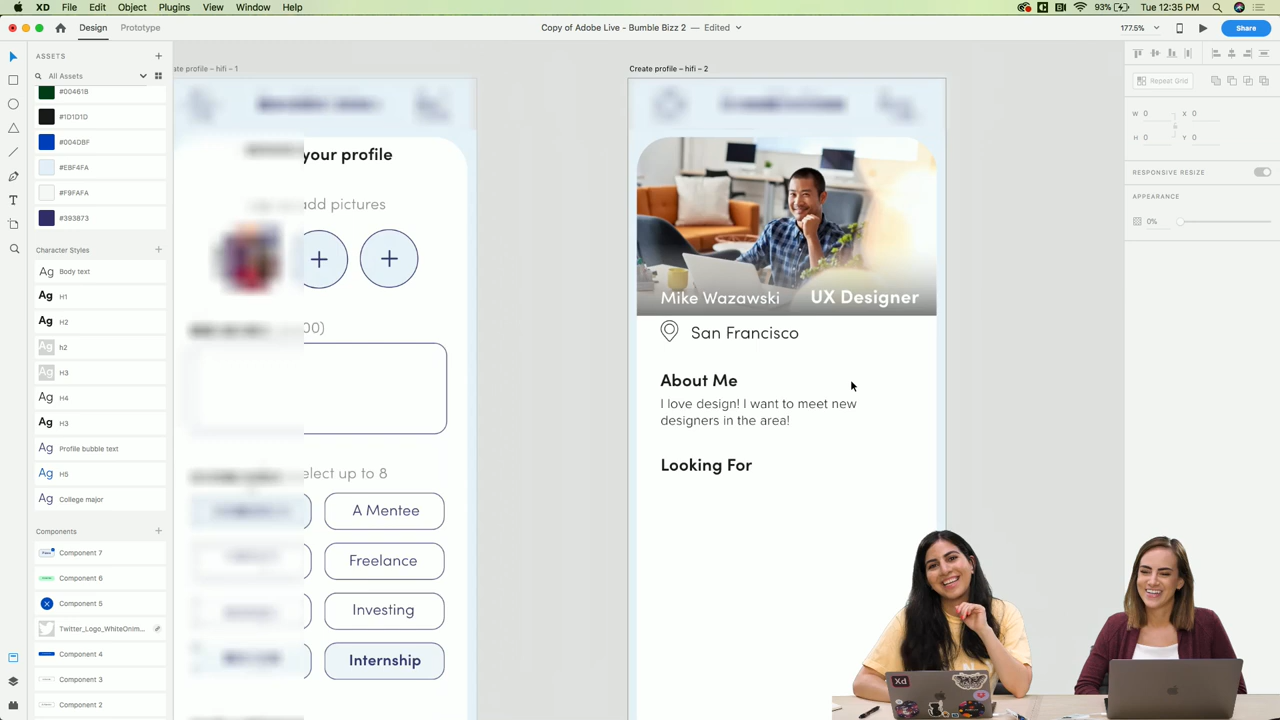 XD File Edit Object Plugins View Window Help
93% Tue 12:35 PM
Design Prototype
Copy of Adobe Live - Bumble Bizz 2 — Edited
177.5%
Share
ASSETS
All Assets
#004618
#1D1D1D
#004DBF
#EBF4FA
#F9FAFA
#393873
Character Styles
Ag Body text
Ag H1
Ag H2
Ag h2
Ag H3
Ag H4
Ag H3
Ag Profile bubble text
Ag H5
Ag College major
Components
Component 7
Component 6
Component 5
Twitter_Logo_WhiteOnIm...
Component 4
Component 3
Component 2
ate profile – hifi – 1
your profile
add pictures
00)
elect up to 8
A Mentee
Freelance
Investing
Internship
Create profile – hifi – 2
Mike Wazawski
UX Designer
San Francisco
About Me
I love design! I want to meet new
designers in the area!
Looking For
Repeat Grid
W 0 X 0
H 0 Y 0
RESPONSIVE RESIZE
APPEARANCE
0%
Xd